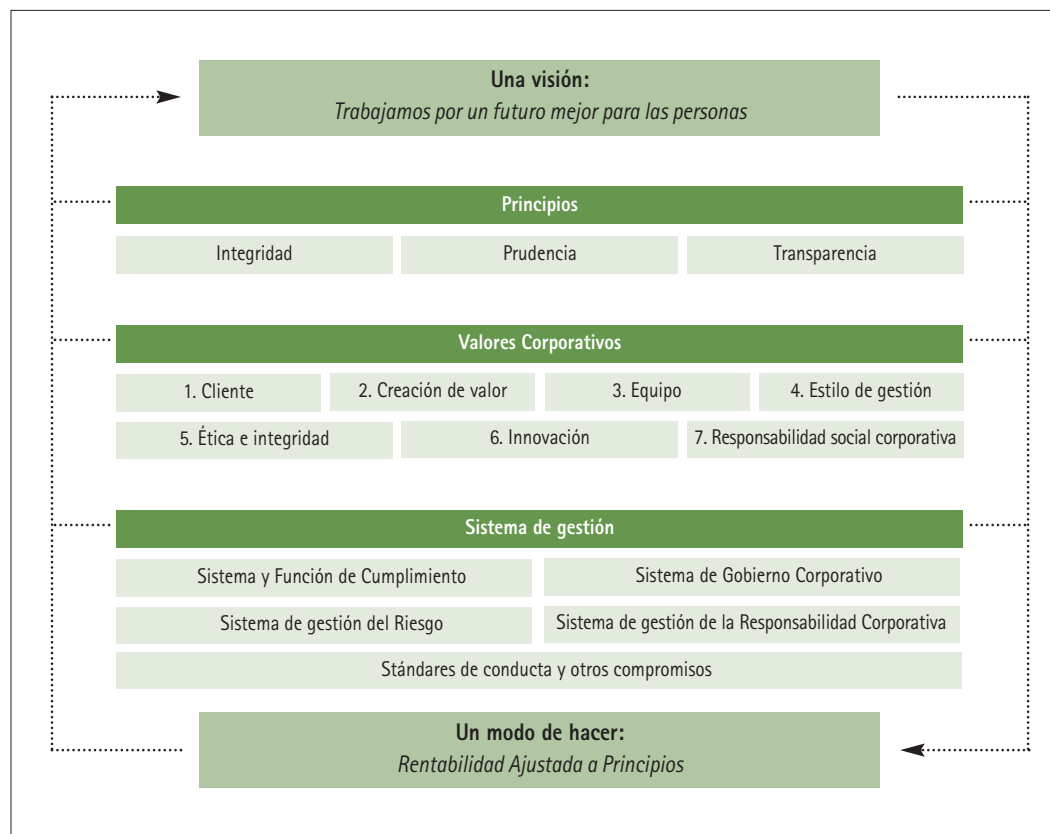 Una visión:
Trabajamos por un futuro mejor para las personas
Principios
Integridad
Prudencia
Transparencia
Valores Corporativos
1. Cliente
2. Creación de valor
3. Equipo
4. Estilo de gestión
5. Ética e integridad
6. Innovación
7. Responsabilidad social corporativa
Sistema de gestión
Sistema y Función de Cumplimiento
Sistema de Gobierno Corporativo
Sistema de gestión del Riesgo
Sistema de gestión de la Responsabilidad Corporativa
Stándares de conducta y otros compromisos
Un modo de hacer:
Rentabilidad Ajustada a Principios